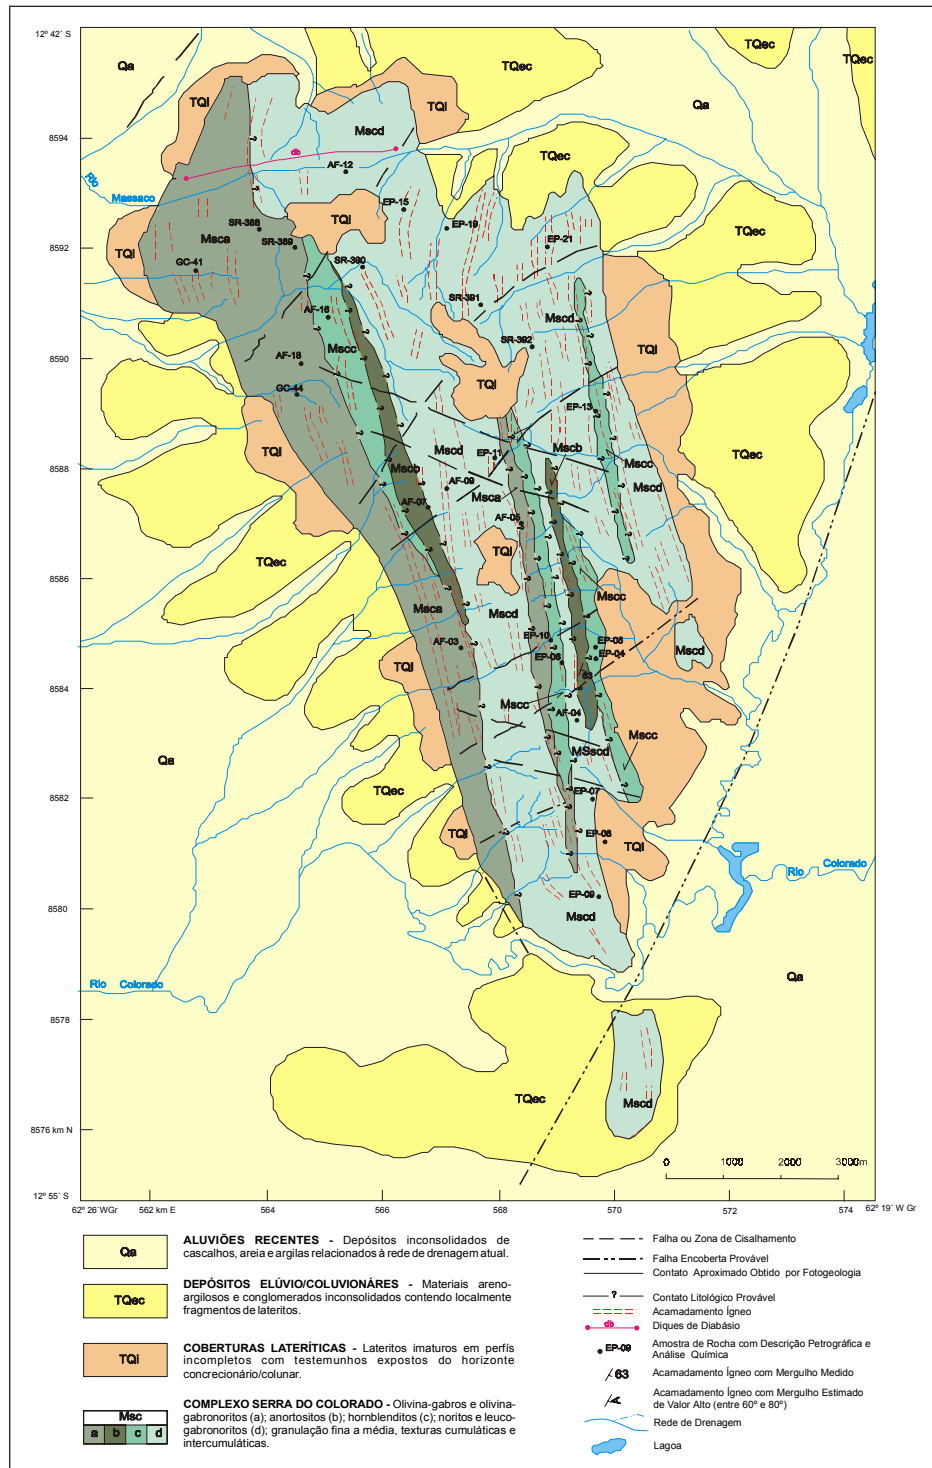 12º 42´ S
Qa
TQec
TQec
TQec
TQl
TQl
Qa
8594
Mscd
db
AF-12
TQec
Rio
Massaco
EP-15
TQl
SR-388
EP-19
TQec
8592
Msca
SR-389
EP-21
TQl
GC-41
SR-390
SR-391
AF-16
Mscd
TQl
Mscc
SR-392
8590
AF-18
TQl
GC-44
EP-13
TQl
Mscd
Mscb
EP-11
TQec
8588
Mscb
AF-09
Msca
Mscc
Mscd
AF-07
AF-05
TQl
TQec
8586
Msca
Mscd
Mscc
EP-10
EP-05
AF-03
EP-06
EP-04
Mscd
TQl
63
8584
Mscc
AF-04
Qa
MSscd
Mscc
TQec
8582
EP-07
TQl
EP-08
TQl
Rio Colorado
8580
EP-09
Mscd
Rio Colorado
Qa
8578
TQec
Mscd
8576 km N
0 1000 2000 3000m
12º 55´ S
62º 26´WGr 562 km E 564 566 568 570 572 574 62º 19´ W Gr
Qa
ALUVIÕES RECENTES - Depósitos inconsolidados de
cascalhos, areia e argilas relacionados à rede de drenagem atual.
TQec
DEPÓSITOS ELÚVIO/COLUVIONÁRES - Materiais areno-
argilosos e conglomerados inconsolidados contendo localmente
fragmentos de lateritos.
TQl
COBERTURAS LATERÍTICAS - Lateritos imaturos em perfís
incompletos com testemunhos expostos do horizonte
concrecionário/colunar.
Msc
a b c d
COMPLEXO SERRA DO COLORADO - Olivina-gabros e olivina-
gabronoritos (a); anortositos (b); hornblenditos (c); noritos e leuco-
gabronoritos (d); granulação fina a média, texturas cumuláticas e
intercumuláticas.
Falha ou Zona de Cisalhamento
Falha Encoberta Provável
Contato Aproximado Obtido por Fotogeologia
? Contato Litológico Provável
Acamadamento Ígneo
db Diques de Diabásio
EP-09 Amostra de Rocha com Descrição Petrográfica e
Análise Química
63 Acamadamento Ígneo com Mergulho Medido
Acamadamento Ígneo com Mergulho Estimado
de Valor Alto (entre 60º e 80º)
Rede de Drenagem
Lagoa